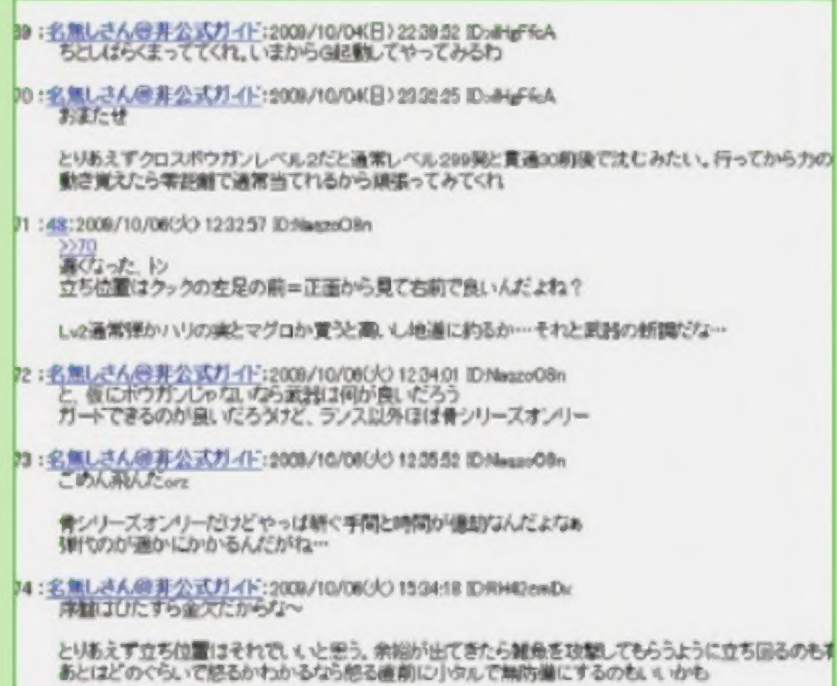 69 :名無しさん@非公式ガイド:2009/10/04(日) 22:39:52
ちとしばらくまっててくれ。いまからG起動してやってみるわ
70 :名無しさん@非公式ガイド:2009/10/04(日) 23:32:25
おまたせ
とりあえずクロスボウガンレベル2だと通常レベル299発と貫通30前後で沈むみたい。行ってから力の
動き覚えたら零距離で通常当てれるから頑張ってみてくれ
71 :48:2009/10/06(火) 12:32:57
>>70
遅くなった、トン
立ち位置はクックの左足の前=正面から見て右前で良いんだよね?
Lv2通常弾かハリの実とマグロか買うと高いし地道に釣るか…それと武器の新調だな…
72 :名無しさん@非公式ガイド:2009/10/06(火) 12:34:01
と、仮にボウガンじゃないなら武器は何が良いだろう
ガードできるのが良いだろうけど、ランス以外ほぼ骨シリーズオンリー
73 :名無しさん@非公式ガイド:2009/10/06(火) 12:35:52
ごめん飛んだorz
骨シリーズオンリーだけどやっぱ研ぐ手間と時間が億劫なんだよなぁ
弾代のが遥かにかかるんだがね…
74 :名無しさん@非公式ガイド:2009/10/06(火) 15:34:18
序盤はひたすら金欠だからな~
とりあえず立ち位置はそれでいいと思う。余裕が出てきたら雑魚を攻撃してもらうように立ち回るのも
あとはどのぐらいで怒るかわかるなら怒る直前に小タルで無防備にするのもいいかも